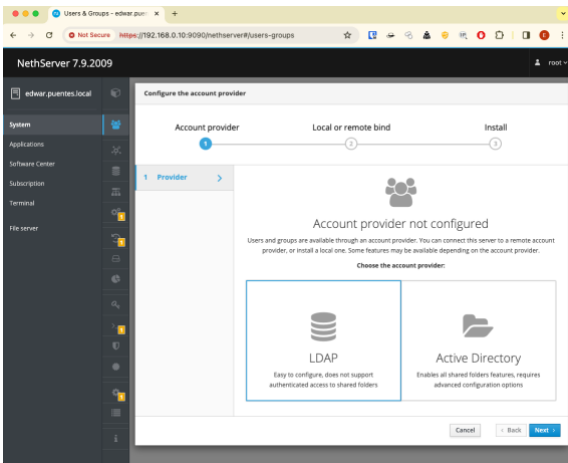 Users & Groups - edwar.puen
Not Secure https://192.168.0.10:9090/nethserver#/users-groups
NethServer 7.9.2009
root
edwar.puentes.local
System
Applications
Software Center
Subscription
Terminal
File server
Configure the account provider
Account provider
Local or remote bind
Install
1
2
3
1 Provider
Account provider not configured
Users and groups are available through an account provider. You can connect this server to a remote account
provider, or install a local one. Some features may be available depending on the account provider.
Choose the account provider:
LDAP
Easy to configure, does not support
authenticated access to shared folders
Active Directory
Enables all shared folders features, requires
advanced configuration options
Cancel
Back
Next